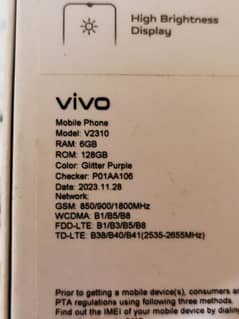 High Brightness
Display
vivo
Mobile Phone
Model: V2310
RAM: 6GB
ROM: 128GB
Color: Glitter Purple
Checker: P01AA106
Date: 2023.11.28
Network:
GSM: 850/900/1800MHz
WCDMA: B1/B5/B8
FDD-LTE: B1/B3/B5/B8
TD-LTE: B38/B40/B41(2535-2655MHz)
Prior to getting a mobile device(s), consumers a
PTA regulations using following three methods.
Find out the IMEI of your mobile device by dialing